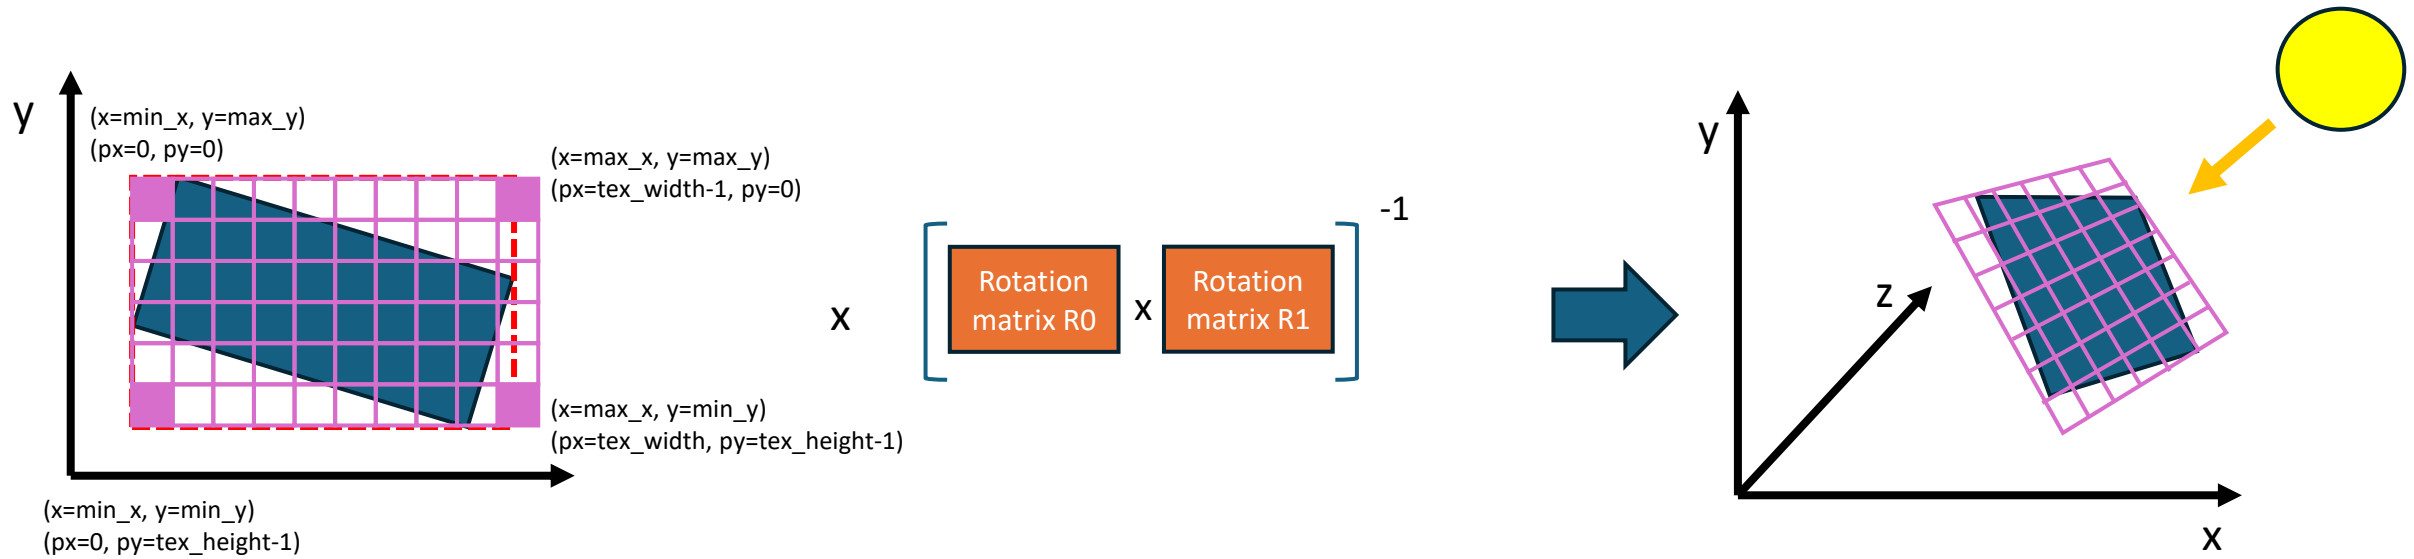 y
(x=min_x, y=max_y)
(px=0, py=0)
(x=max_x, y=max_y)
(px=tex_width-1, py=0)
(x=max_x, y=min_y)
(px=tex_width, py=tex_height-1)
(x=min_x, y=min_y)
(px=0, py=tex_height-1)
x
Rotation
matrix R0
x
Rotation
matrix R1
-1
y
z
x